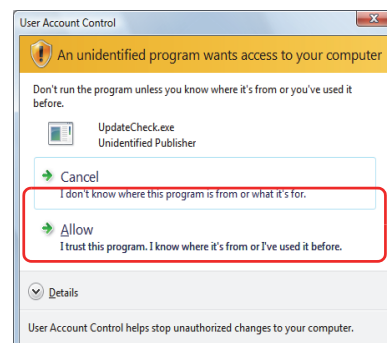 User Account Control
An unidentified program wants access to your computer
Don't run the program unless you know where it's from or you've used it
before.
UpdateCheck.exe
Unidentified Publisher
Cancel
I don't know where this program is from or what it's for.
Allow
I trust this program. I know where it's from or I've used it before.
Details
User Account Control helps stop unauthorized changes to your computer.